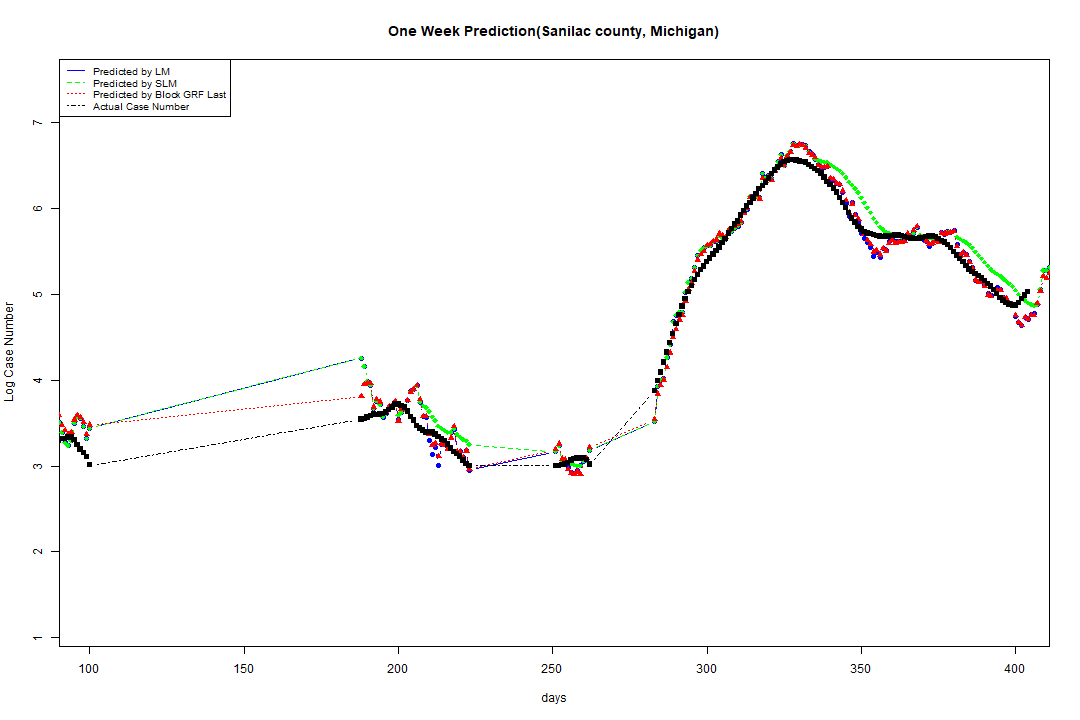 One Week Prediction(Sanilac county, Michigan)
Predicted by LM
Predicted by SLM
Predicted by Block GRF Last
Actual Case Number
7
6
5
4
3
2
1
Log Case Number
100 150 200 250 300 350 400
days